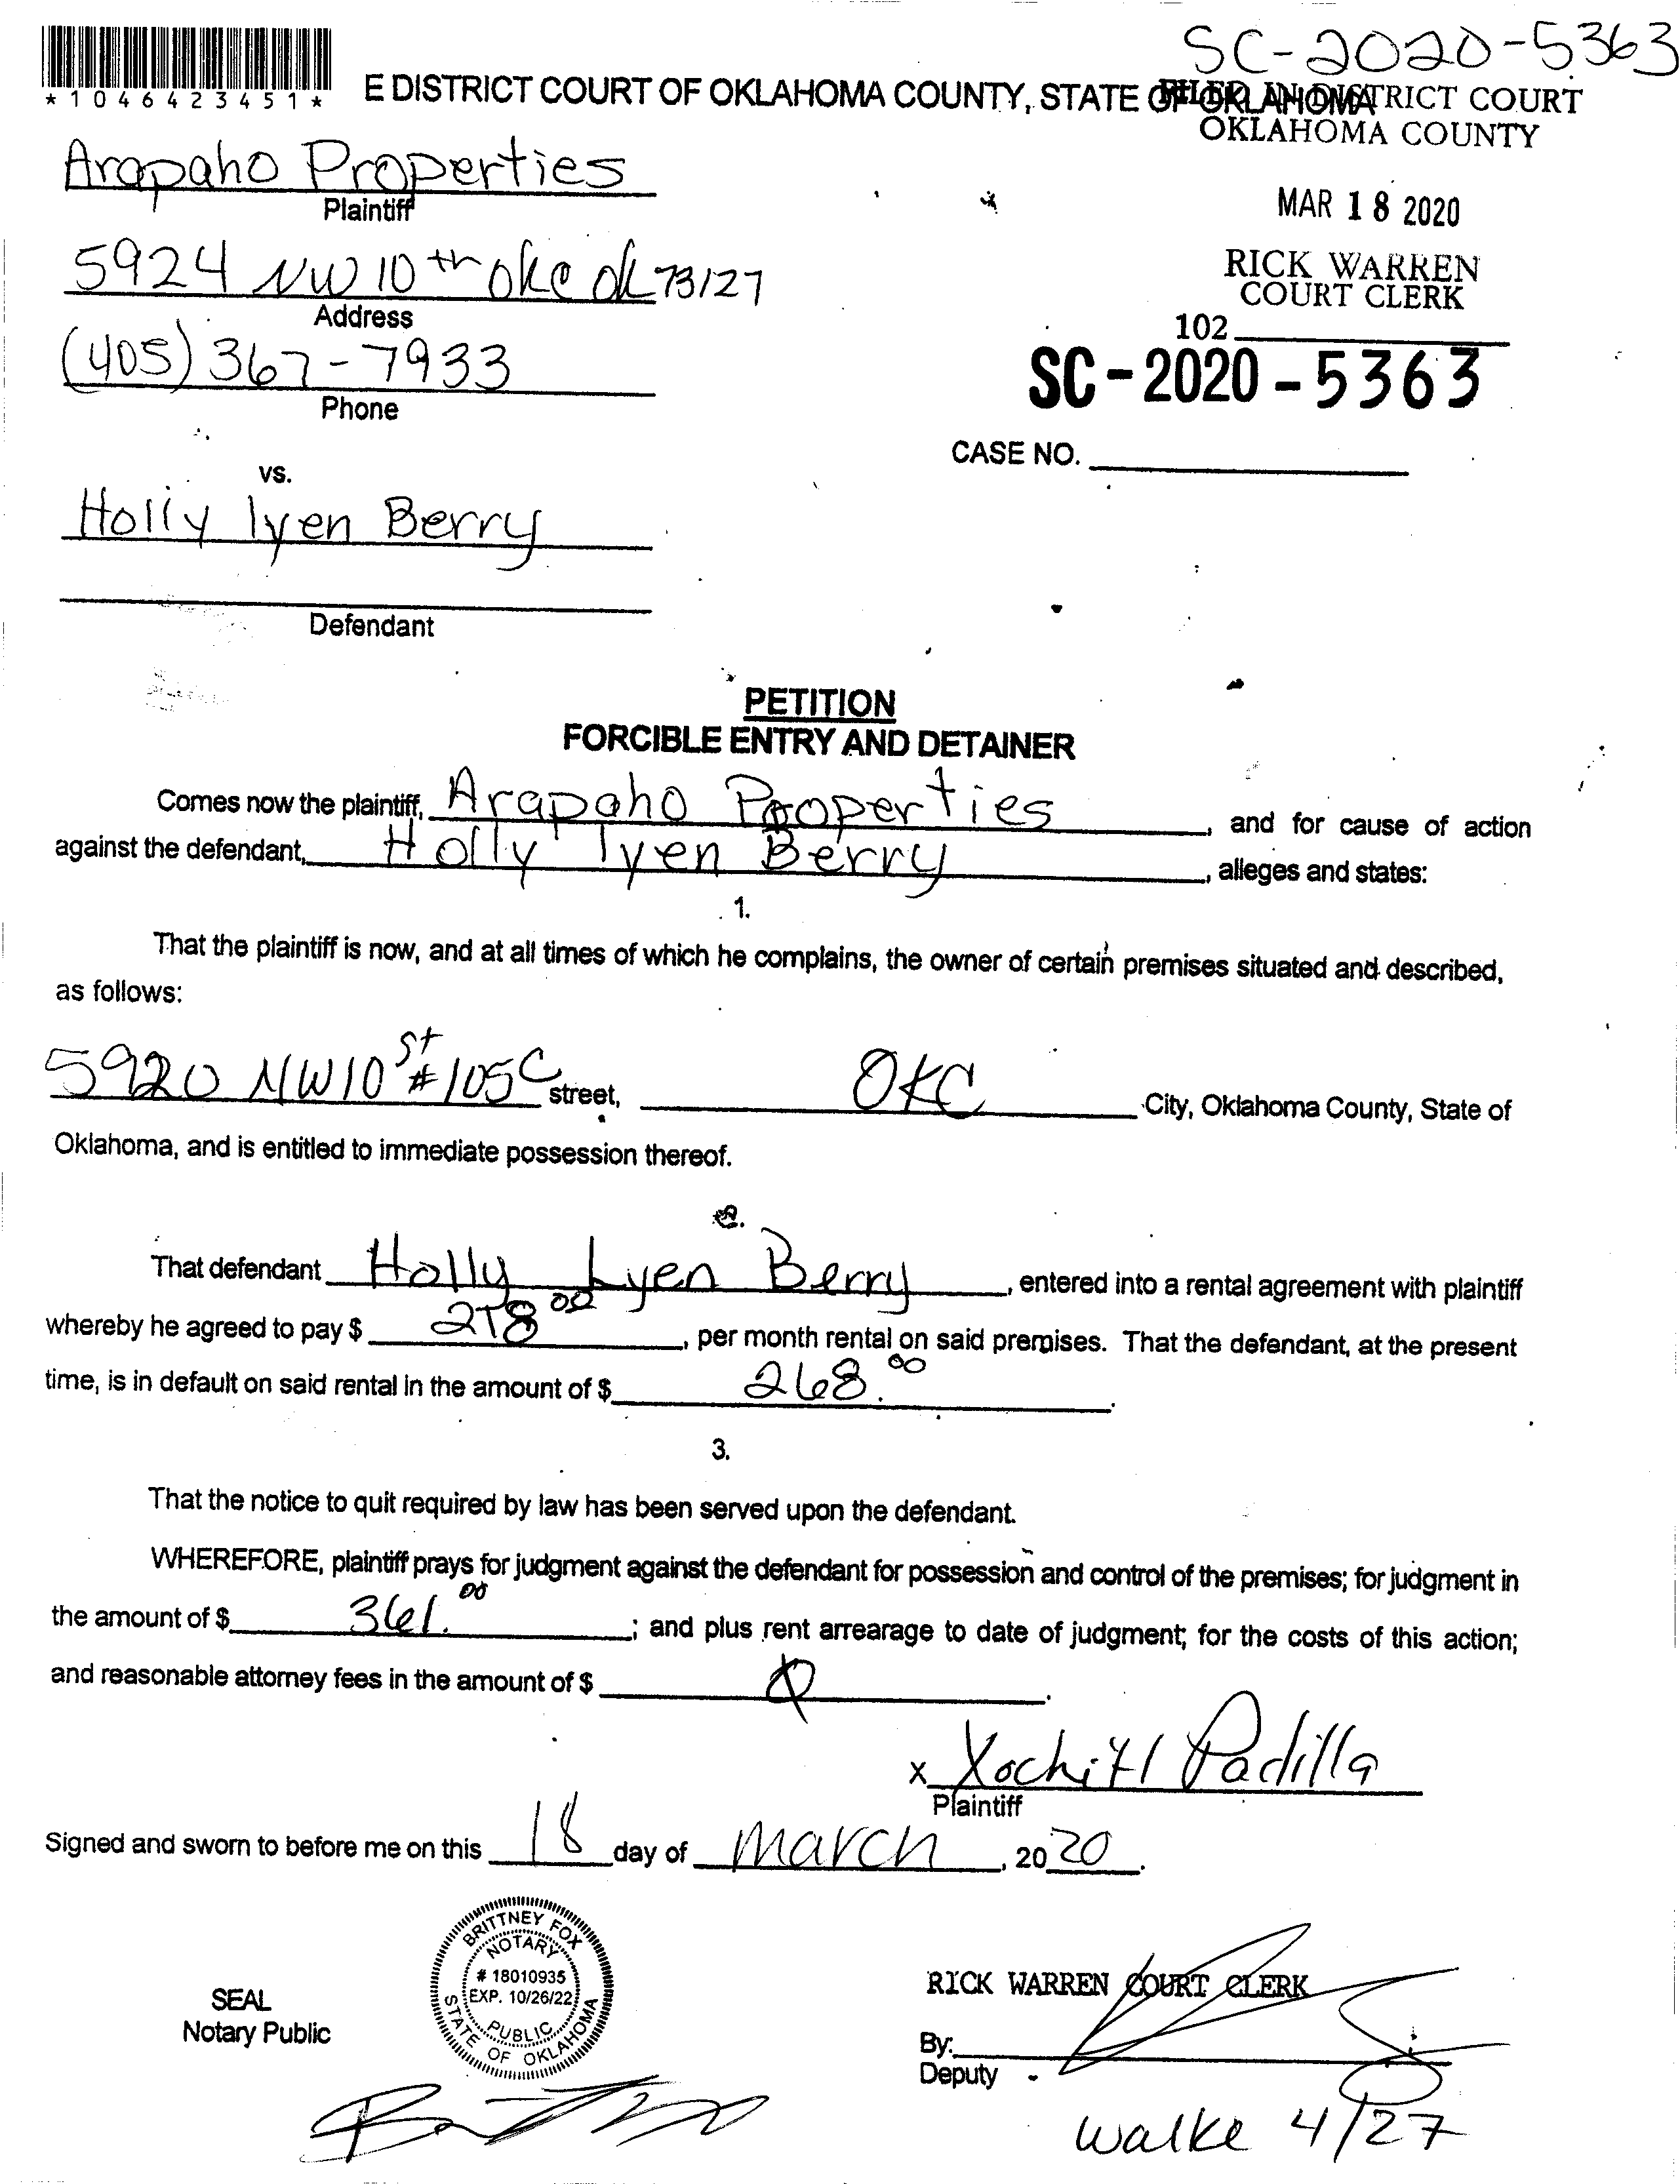 SC-2020-5363
*1046423451*
E DISTRICT COURT OF OKLAHOMA COUNTY, STATE OF OKLAHOMA
FILED IN DISTRICT COURT
OKLAHOMA COUNTY
Arapaho Properties
Plaintiff
MAR 18 2020
5924 NW 10th okc ok 73127
Address
RICK WARREN
COURT CLERK
102
(405) 367-7933
Phone
SC-2020-5363
CASE NO.
vs.
Holly lyen Berry
Defendant
PETITION
FORCIBLE ENTRY AND DETAINER
Comes now the plaintiff, Arapaho Properties, and for cause of action
against the defendant, Holly lyen Berry, alleges and states:
1.
That the plaintiff is now, and at all times of which he complains, the owner of certain premises situated and described,
as follows:
5920 NW 10 st #105C street, OKC City, Oklahoma County, State of
Oklahoma, and is entitled to immediate possession thereof.
2.
That defendant Holly Lyen Berry, entered into a rental agreement with plaintiff
whereby he agreed to pay $ 00, per month rental on said premises. That the defendant, at the present
time, is in default on said rental in the amount of $ 268.00.
3.
That the notice to quit required by law has been served upon the defendant.
WHEREFORE, plaintiff prays for judgment against the defendant for possession and control of the premises; for judgment in
the amount of $ 361.00; and plus rent arrearage to date of judgment; for the costs of this action;
and reasonable attorney fees in the amount of $
x Xochitl Padilla
Plaintiff
Signed and sworn to before me on this 18 day of march, 2020.
BRITTNEY FOX
NOTARY
# 18010935
EXP. 10/26/22
PUBLIC
STATE OF OKLAHOMA
SEAL
Notary Public
RICK WARREN COURT CLERK
By:
Deputy
walke 4/27